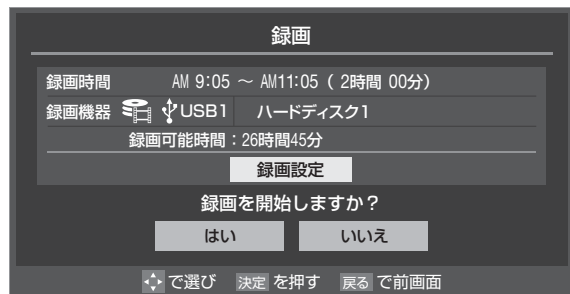 録画
録画時間 AM 9:05 ～ AM11:05 ( 2時間 00分)
録画機器 USB1 ハードディスク1
録画可能時間：26時間45分
録画設定
録画を開始しますか？
はい いいえ
で選び 決定 を押す 戻る で前画面